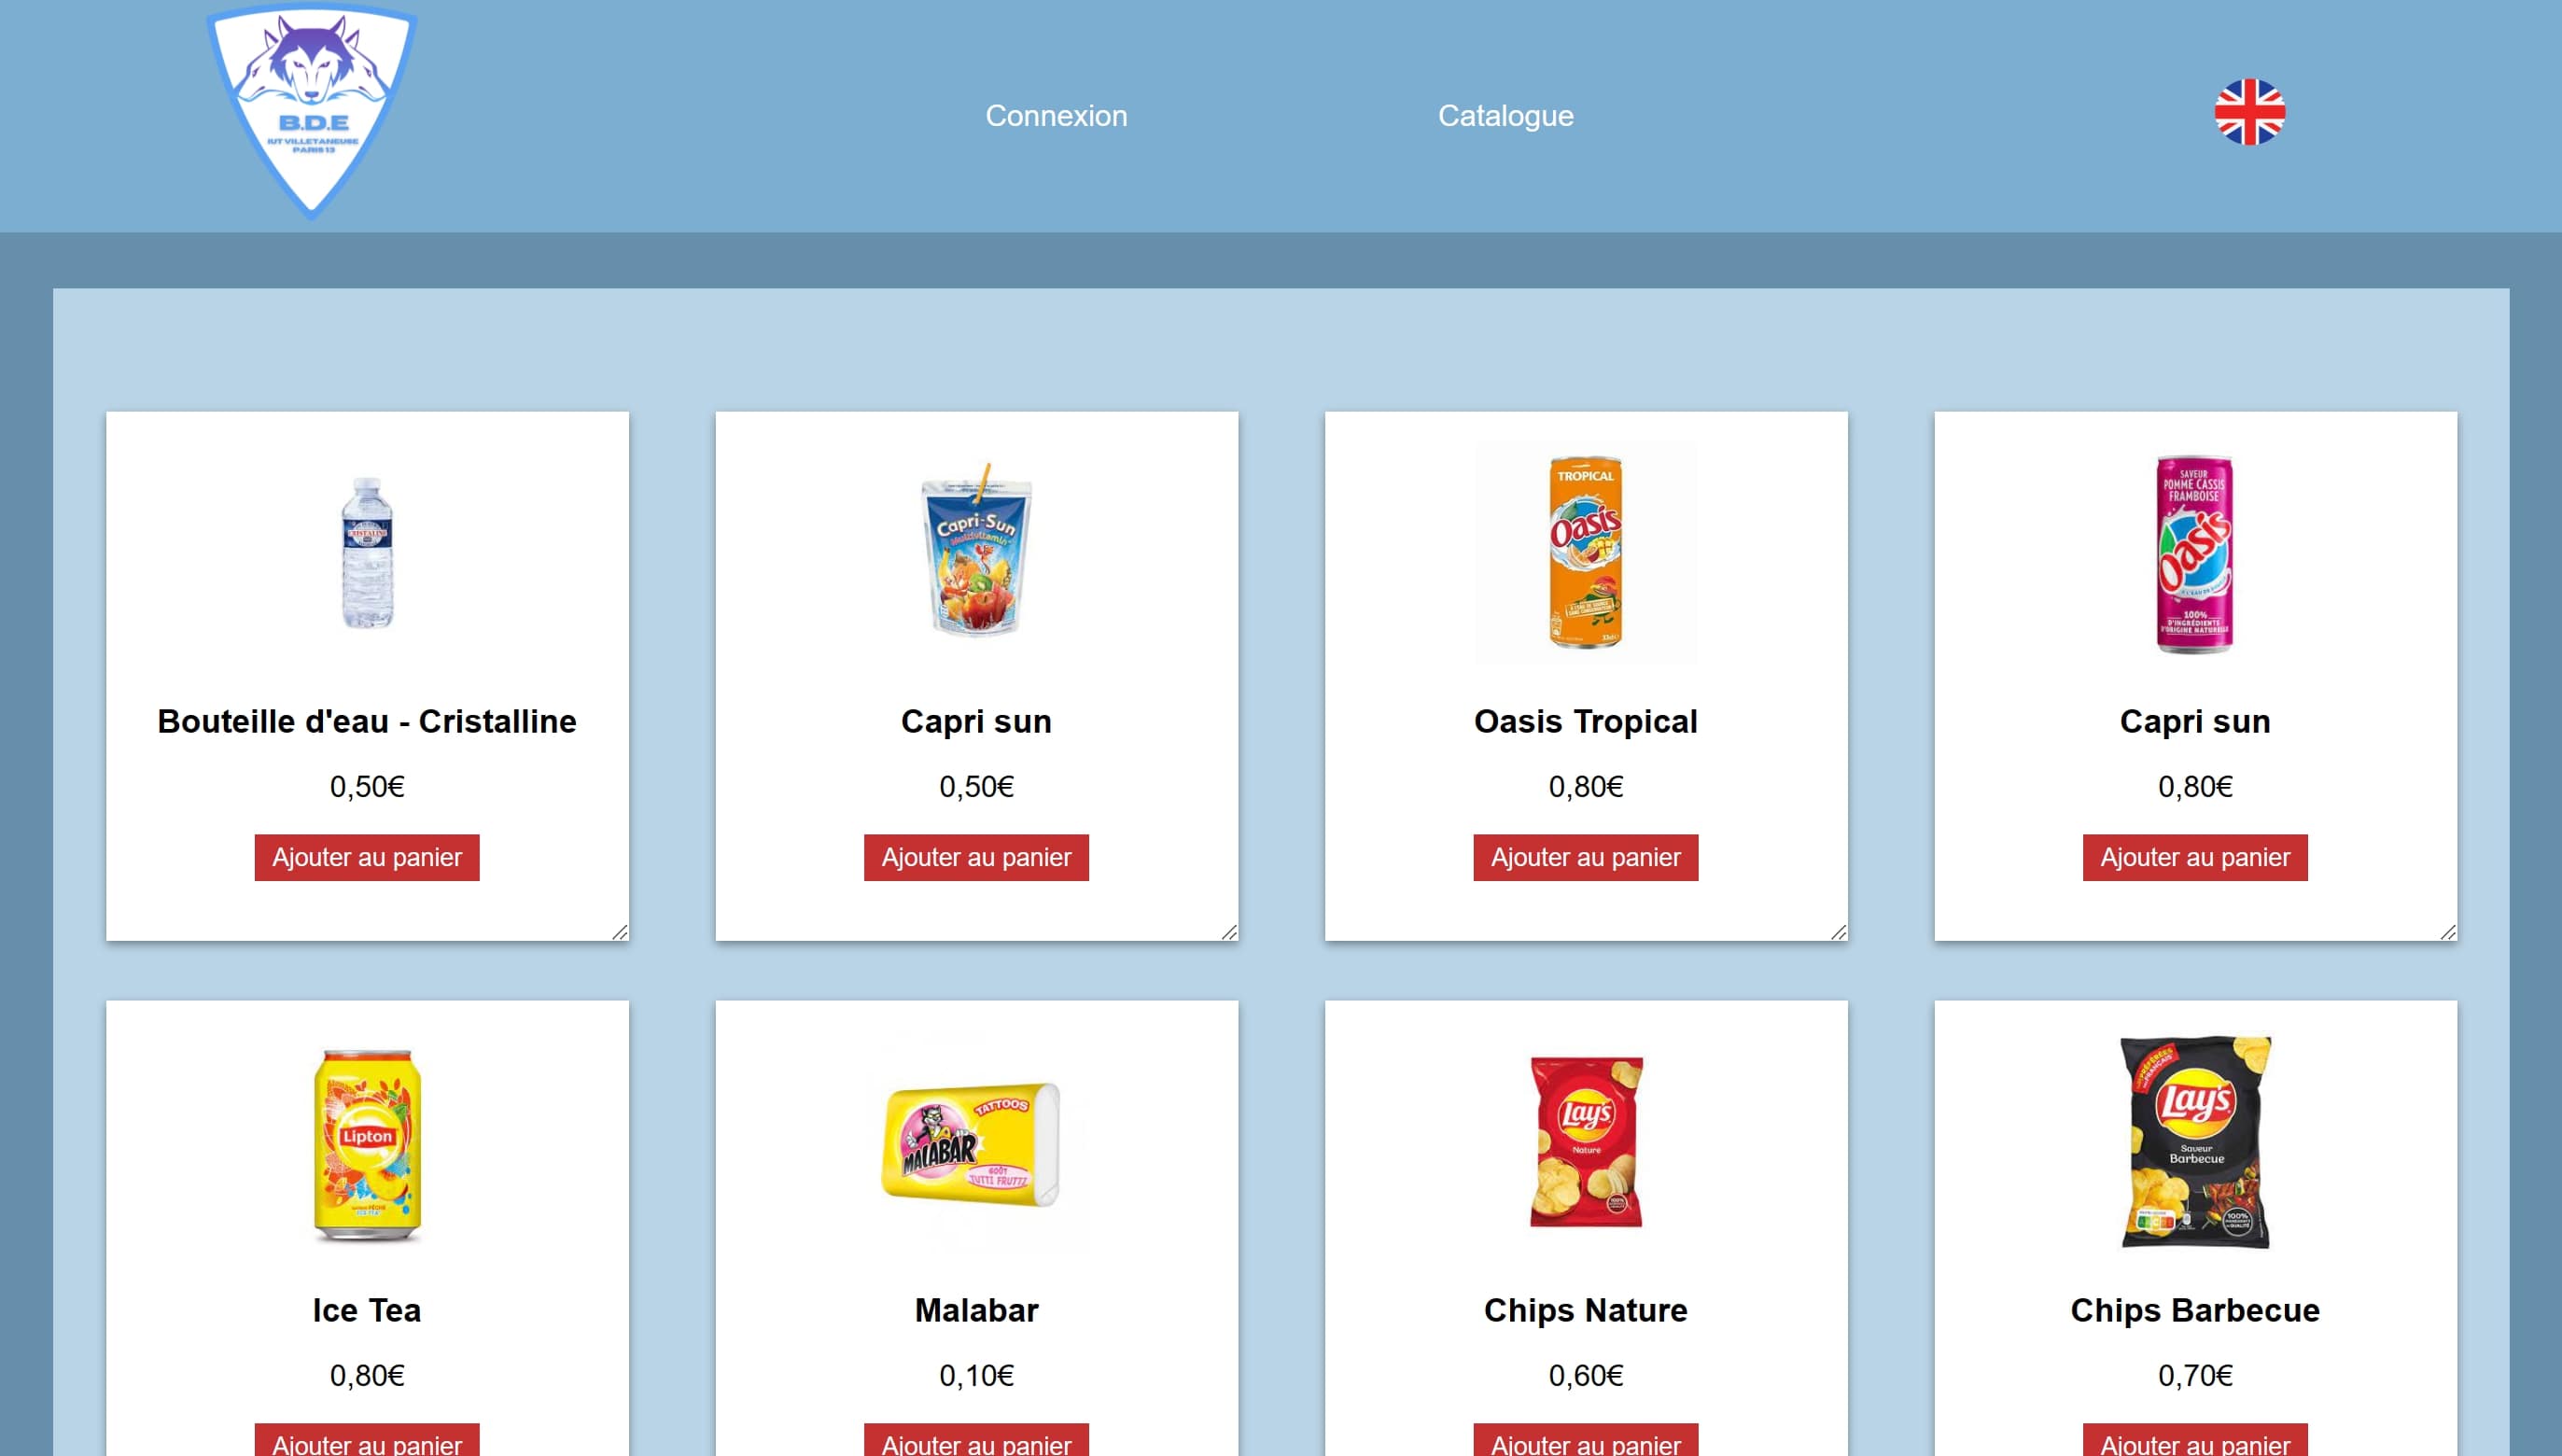 B.D.E
IUT VILLETANEUSE
PARIS 13
Connexion
Catalogue
CRISTALINE
Capri-Sun
Multivitamin
TROPICAL
Oasis
SAVEUR
POMME CASSIS
FRAMBOISE
Oasis
100%
D'INGRÉDIENTS
D'ORIGINE NATURELLE
Bouteille d'eau - Cristalline
Capri sun
Oasis Tropical
Capri sun
0,50€
0,50€
0,80€
0,80€
Ajouter au panier
Ajouter au panier
Ajouter au panier
Ajouter au panier
Lipton
TATTOOS
MALABAR
GOÛT
TUTTI FRUTTI
Lay's
Nature
Lay's
Saveur
Barbecue
100%
Ice Tea
Malabar
Chips Nature
Chips Barbecue
0,80€
0,10€
0,60€
0,70€
Ajouter au panier
Ajouter au panier
Ajouter au panier
Ajouter au panier